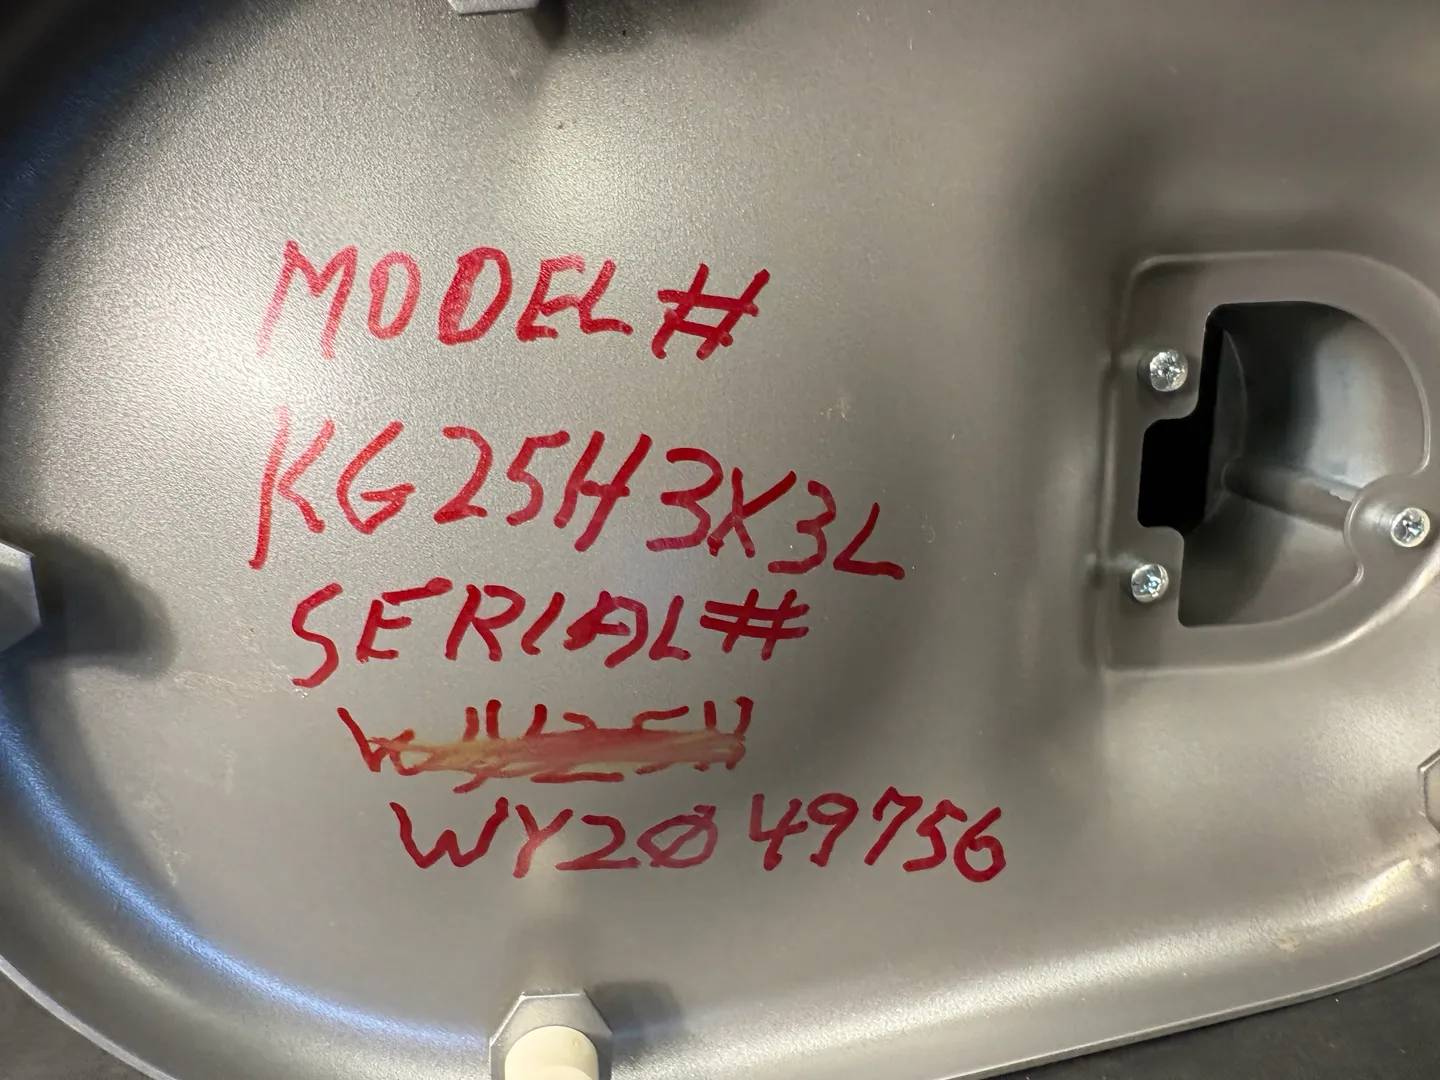 MODEL #
KG25H3X3L
SERIAL #
WY2Ø49756